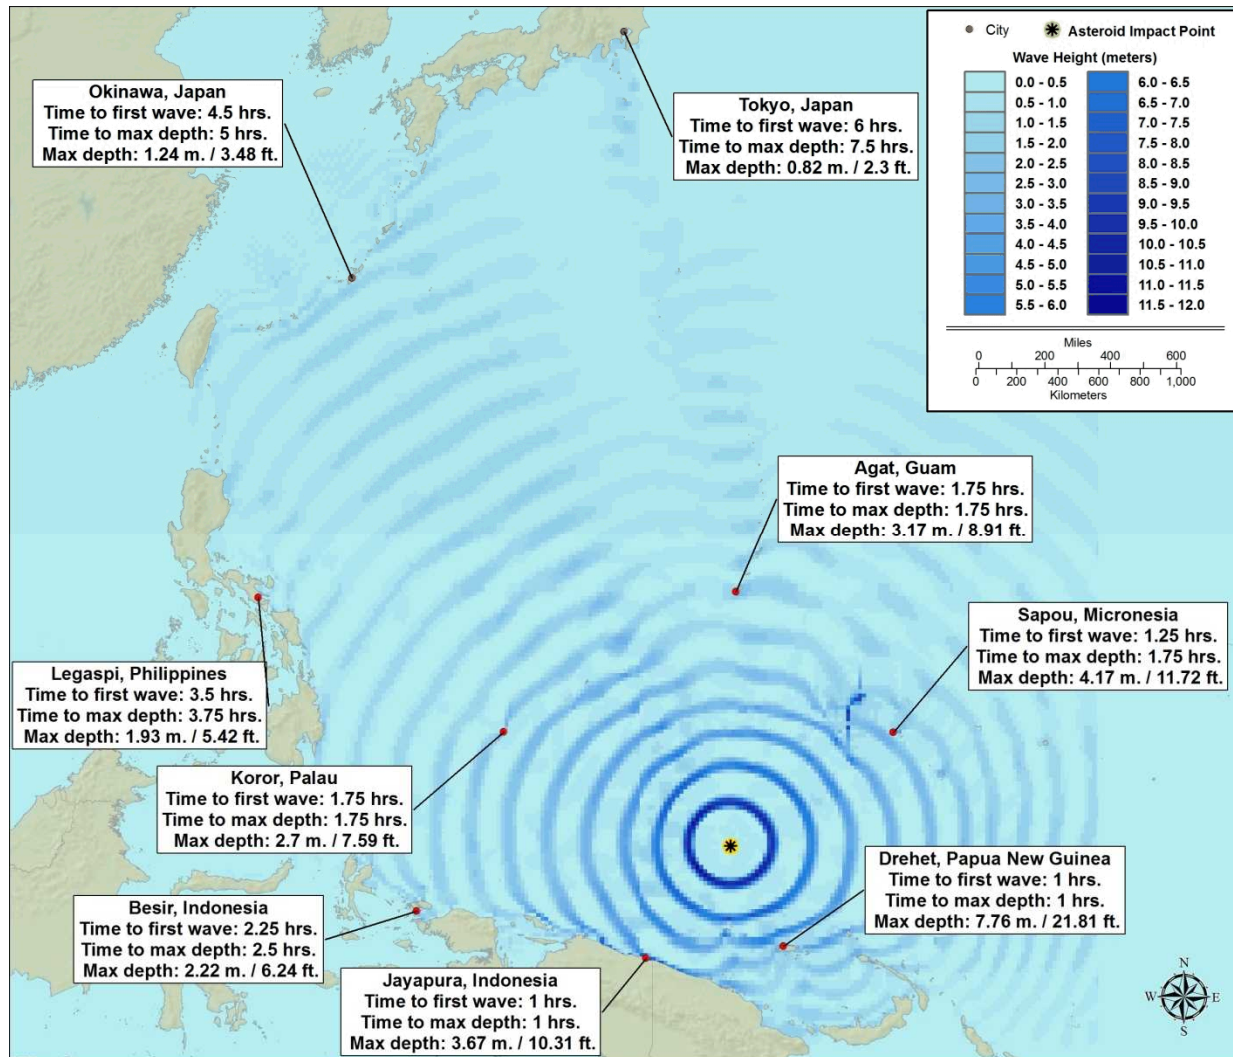 Okinawa, Japan
Time to first wave: 4.5 hrs.
Time to max depth: 5 hrs.
Max depth: 1.24 m. / 3.48 ft.
Tokyo, Japan
Time to first wave: 6 hrs.
Time to max depth: 7.5 hrs.
Max depth: 0.82 m. / 2.3 ft.
City
Asteroid Impact Point
Wave Height (meters)
0.0 - 0.5
0.5 - 1.0
1.0 - 1.5
1.5 - 2.0
2.0 - 2.5
2.5 - 3.0
3.0 - 3.5
3.5 - 4.0
4.0 - 4.5
4.5 - 5.0
5.0 - 5.5
5.5 - 6.0
6.0 - 6.5
6.5 - 7.0
7.0 - 7.5
7.5 - 8.0
8.0 - 8.5
8.5 - 9.0
9.0 - 9.5
9.5 - 10.0
10.0 - 10.5
10.5 - 11.0
11.0 - 11.5
11.5 - 12.0
Miles
0 200 400 600
0 200 400 600 800 1,000
Kilometers
Agat, Guam
Time to first wave: 1.75 hrs.
Time to max depth: 1.75 hrs.
Max depth: 3.17 m. / 8.91 ft.
Sapou, Micronesia
Time to first wave: 1.25 hrs.
Time to max depth: 1.75 hrs.
Max depth: 4.17 m. / 11.72 ft.
Legaspi, Philippines
Time to first wave: 3.5 hrs.
Time to max depth: 3.75 hrs.
Max depth: 1.93 m. / 5.42 ft.
Koror, Palau
Time to first wave: 1.75 hrs.
Time to max depth: 1.75 hrs.
Max depth: 2.7 m. / 7.59 ft.
Drehet, Papua New Guinea
Time to first wave: 1 hrs.
Time to max depth: 1 hrs.
Max depth: 7.76 m. / 21.81 ft.
Besir, Indonesia
Time to first wave: 2.25 hrs.
Time to max depth: 2.5 hrs.
Max depth: 2.22 m. / 6.24 ft.
Jayapura, Indonesia
Time to first wave: 1 hrs.
Time to max depth: 1 hrs.
Max depth: 3.67 m. / 10.31 ft.
N
W E
S